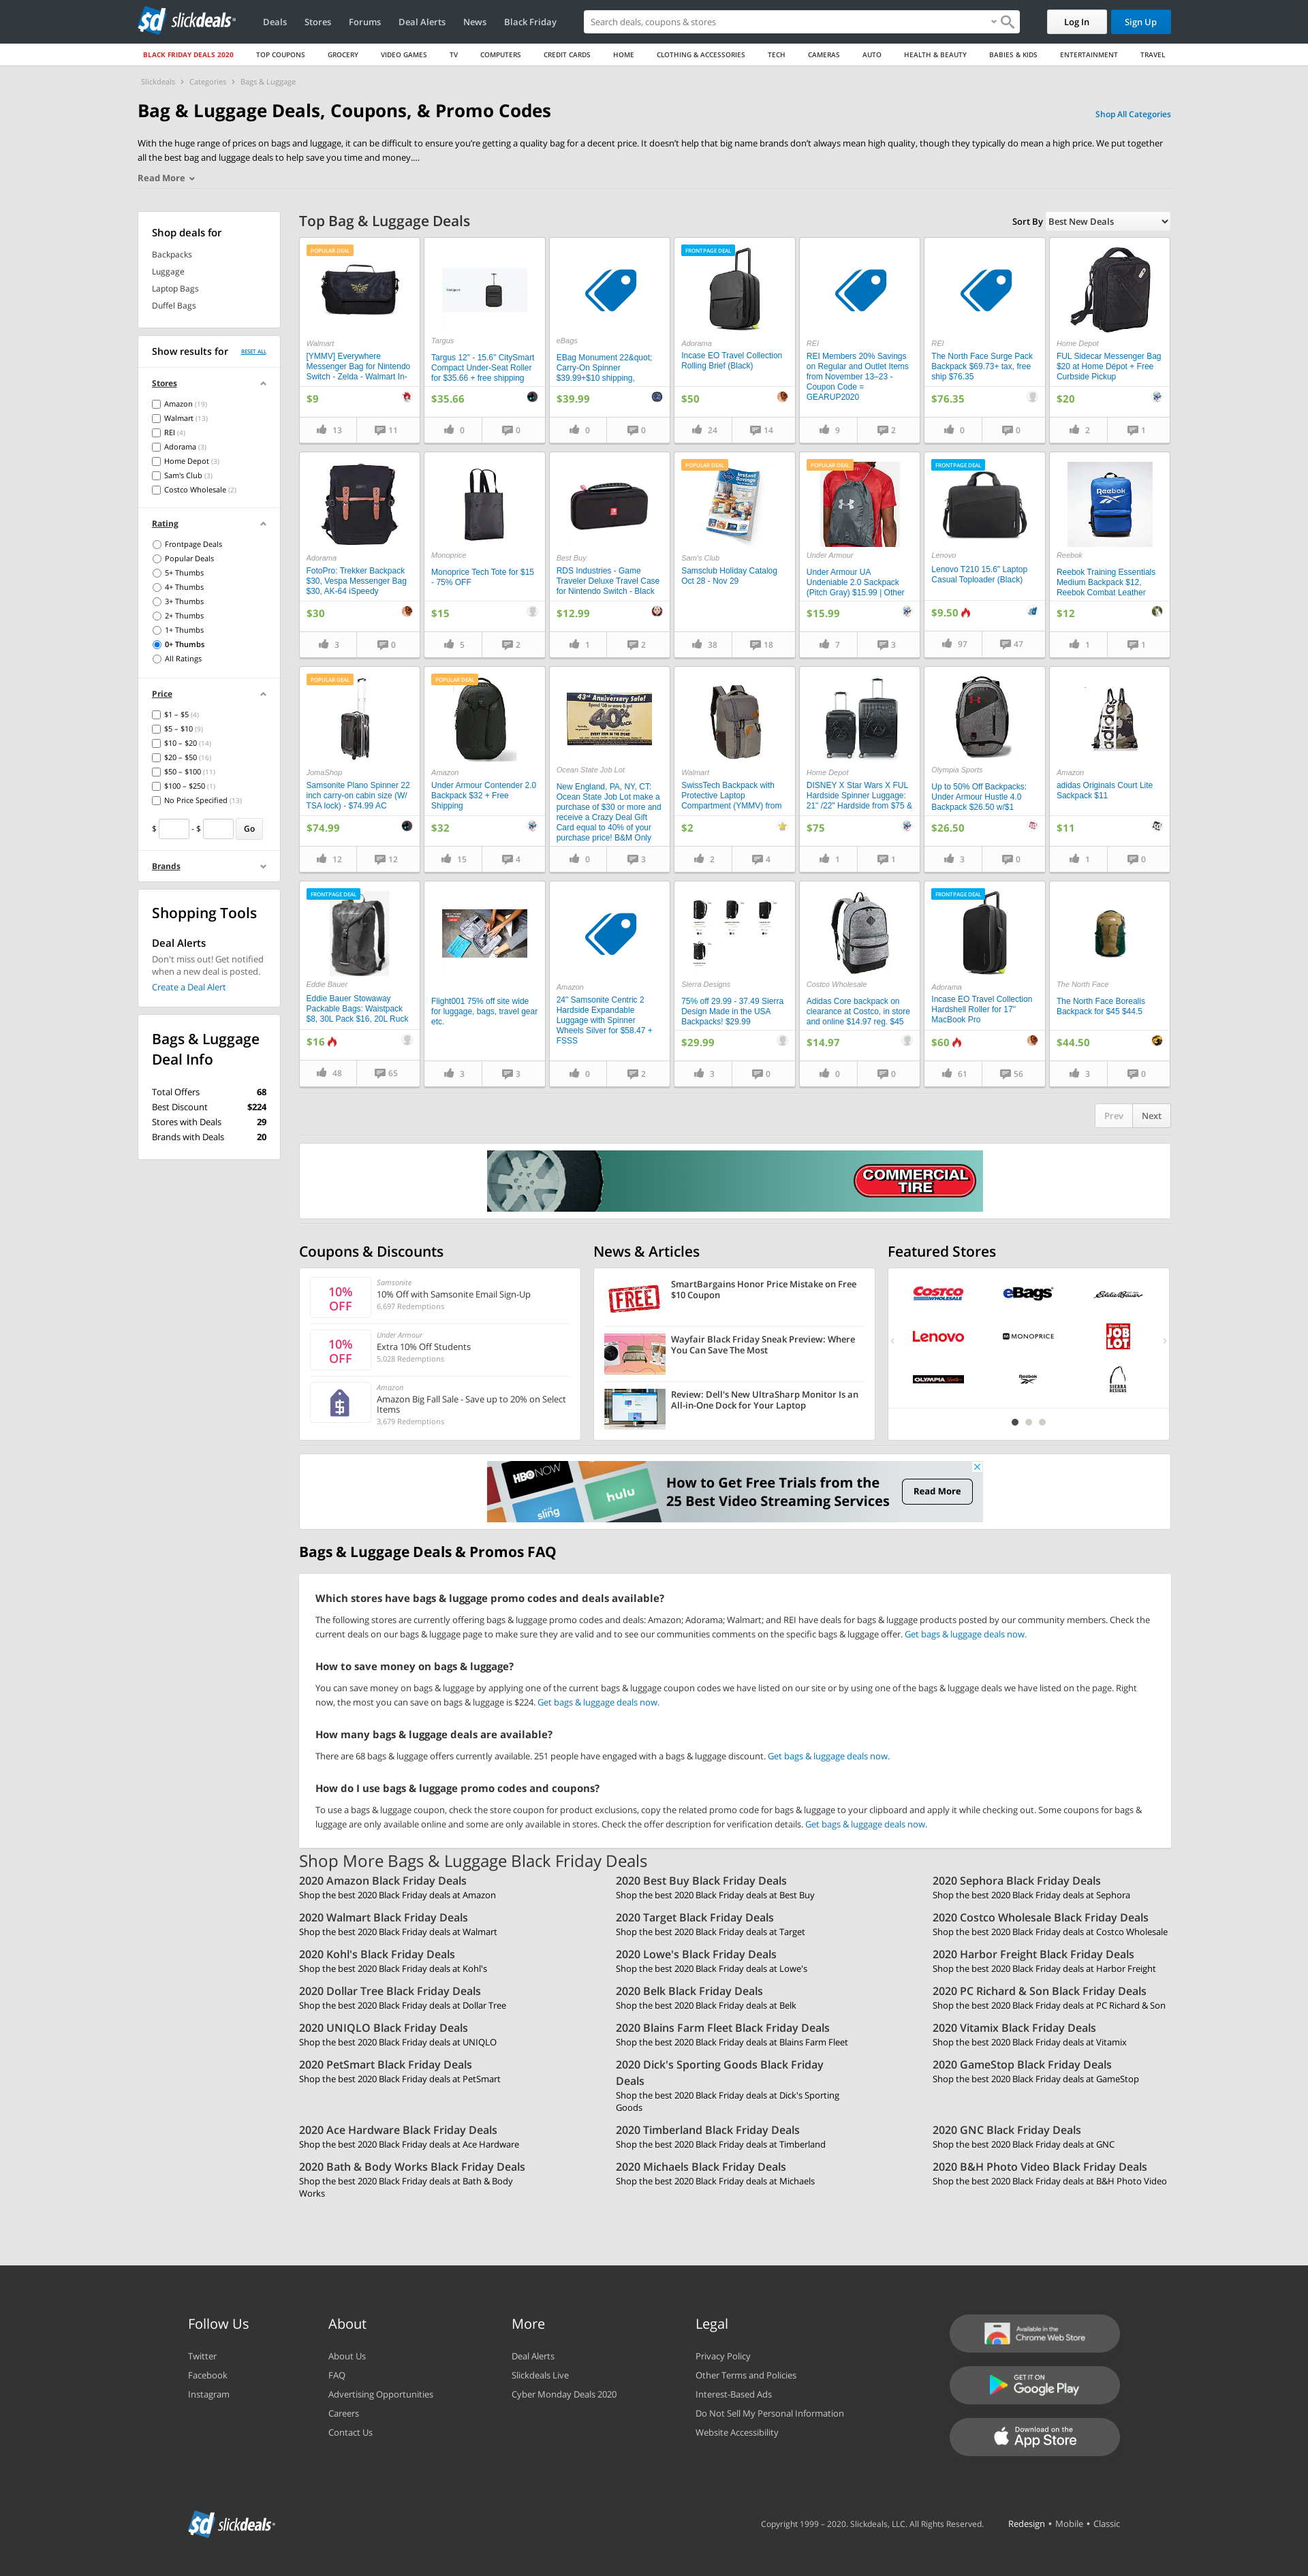 slickdeals
Deals
Stores
Forums
Deal Alerts
News
Black Friday
Search deals, coupons & stores
Log In
Sign Up
BLACK FRIDAY DEALS 2020
TOP COUPONS
GROCERY
VIDEO GAMES
TV
COMPUTERS
CREDIT CARDS
HOME
CLOTHING & ACCESSORIES
TECH
CAMERAS
AUTO
HEALTH & BEAUTY
BABIES & KIDS
ENTERTAINMENT
TRAVEL
Slickdeals > Categories > Bags & Luggage
Bag & Luggage Deals, Coupons, & Promo Codes
Shop All Categories
With the huge range of prices on bags and luggage, it can be difficult to ensure you’re getting a quality bag for a decent price. It doesn’t help that big name brands don’t always mean high quality, though they typically do mean a high price. We put together
all the best bag and luggage deals to help save you time and money....
Read More
Shop deals for
Backpacks
Luggage
Laptop Bags
Duffel Bags
Show results for
RESET ALL
Stores
Amazon (19)
Walmart (13)
REI (4)
Adorama (3)
Home Depot (3)
Sam's Club (3)
Costco Wholesale (2)
Rating
Frontpage Deals
Popular Deals
5+ Thumbs
4+ Thumbs
3+ Thumbs
2+ Thumbs
1+ Thumbs
0+ Thumbs
All Ratings
Price
$1 – $5 (4)
$5 – $10 (9)
$10 – $20 (14)
$20 – $50 (16)
$50 – $100 (11)
$100 – $250 (1)
No Price Specified (13)
$ - $ Go
Brands
Shopping Tools
Deal Alerts
Don't miss out! Get notified
when a new deal is posted.
Create a Deal Alert
Bags & Luggage
Deal Info
Total Offers 68
Best Discount $224
Stores with Deals 29
Brands with Deals 20
Top Bag & Luggage Deals
Sort By Best New Deals
POPULAR DEAL
Walmart
[YMMV] Everywhere
Messenger Bag for Nintendo
Switch - Zelda - Walmart In-
$9
13 11
Targus
Targus 12" - 15.6" CitySmart
Compact Under-Seat Roller
for $35.66 + free shipping
$35.66
0 0
eBags
EBag Monument 22&quot;
Carry-On Spinner
$39.99+$10 shipping,
$39.99
0 0
FRONTPAGE DEAL
Adorama
Incase EO Travel Collection
Rolling Brief (Black)
$50
24 14
REI
REI Members 20% Savings
on Regular and Outlet Items
from November 13–23 -
Coupon Code =
GEARUP2020
9 2
REI
The North Face Surge Pack
Backpack $69.73+ tax, free
ship $76.35
$76.35
0 0
Home Depot
FUL Sidecar Messenger Bag
$20 at Home Dépot + Free
Curbside Pickup
$20
2 1
Adorama
FotoPro: Trekker Backpack
$30, Vespa Messenger Bag
$30, AK-64 iSpeedy
$30
3 0
Monoprice
Monoprice Tech Tote for $15
- 75% OFF
$15
5 2
Best Buy
RDS Industries - Game
Traveler Deluxe Travel Case
for Nintendo Switch - Black
$12.99
1 2
POPULAR DEAL
Instant
Savings
Sam's Club
Samsclub Holiday Catalog
Oct 28 - Nov 29
38 18
POPULAR DEAL
Under Armour
Under Armour UA
Undeniable 2.0 Sackpack
(Pitch Gray) $15.99 | Other
$15.99
7 3
FRONTPAGE DEAL
Lenovo
Lenovo T210 15.6" Laptop
Casual Toploader (Black)
$9.50
97 47
Reebok
Reebok
Reebok Training Essentials
Medium Backpack $12,
Reebok Combat Leather
$12
1 1
POPULAR DEAL
JomaShop
Samsonite Plano Spinner 22
inch carry-on cabin size (W/
TSA lock) - $74.99 AC
$74.99
12 12
POPULAR DEAL
Amazon
Under Armour Contender 2.0
Backpack $32 + Free
Shipping
$32
15 4
43rd Anniversary Sale!
40%
Ocean State Job Lot
New England, PA, NY, CT:
Ocean State Job Lot make a
purchase of $30 or more and
receive a Crazy Deal Gift
Card equal to 40% of your
purchase price! B&M Only
0 3
Walmart
SwissTech Backpack with
Protective Laptop
Compartment (YMMV) from
$2
2 4
Home Depot
DISNEY X Star Wars X FUL
Hardside Spinner Luggage:
21" /22" Hardside from $75 &
$75
1 1
Olympia Sports
Up to 50% Off Backpacks:
Under Armour Hustle 4.0
Backpack $26.50 w/$1
$26.50
3 0
adidas
Amazon
adidas Originals Court Lite
Sackpack $11
$11
1 0
FRONTPAGE DEAL
Eddie Bauer
Eddie Bauer Stowaway
Packable Bags: Waistpack
$8, 30L Pack $16, 20L Ruck
$16
48 65
Flight001 75% off site wide
for luggage, bags, travel gear
etc.
3 3
Amazon
24" Samsonite Centric 2
Hardside Expandable
Luggage with Spinner
Wheels Silver for $58.47 +
FSSS
0 2
Sierra Designs
75% off 29.99 - 37.49 Sierra
Design Made in the USA
Backpacks! $29.99
$29.99
3 0
Costco Wholesale
Adidas Core backpack on
clearance at Costco, in store
and online $14.97 reg. $45
$14.97
0 0
FRONTPAGE DEAL
Adorama
Incase EO Travel Collection
Hardshell Roller for 17"
MacBook Pro
$60
61 56
The North Face
The North Face Borealis
Backpack for $45 $44.5
$44.50
3 0
Prev Next
COMMERCIAL
TIRE
Coupons & Discounts
10%
OFF
Samsonite
10% Off with Samsonite Email Sign-Up
6,697 Redemptions
10%
OFF
Under Armour
Extra 10% Off Students
5,028 Redemptions
Amazon
Amazon Big Fall Sale - Save up to 20% on Select
Items
3,679 Redemptions
News & Articles
FREE
SmartBargains Honor Price Mistake on Free
$10 Coupon
Wayfair Black Friday Sneak Preview: Where
You Can Save The Most
Review: Dell's New UltraSharp Monitor Is an
All-in-One Dock for Your Laptop
Featured Stores
COSTCO
WHOLESALE
eBags
Eddie Bauer
Lenovo
MONOPRICE
JOB
LOT
OLYMPIA
Reebok
SIERRA
DESIGNS
HBO NOW
sling
hulu
How to Get Free Trials from the
25 Best Video Streaming Services
Read More
Bags & Luggage Deals & Promos FAQ
Which stores have bags & luggage promo codes and deals available?
The following stores are currently offering bags & luggage promo codes and deals: Amazon; Adorama; Walmart; and REI have deals for bags & luggage products posted by our community members. Check the
current deals on our bags & luggage page to make sure they are valid and to see our communities comments on the specific bags & luggage offer. Get bags & luggage deals now.
How to save money on bags & luggage?
You can save money on bags & luggage by applying one of the current bags & luggage coupon codes we have listed on our site or by using one of the bags & luggage deals we have listed on the page. Right
now, the most you can save on bags & luggage is $224. Get bags & luggage deals now.
How many bags & luggage deals are available?
There are 68 bags & luggage offers currently available. 251 people have engaged with a bags & luggage discount. Get bags & luggage deals now.
How do I use bags & luggage promo codes and coupons?
To use a bags & luggage coupon, check the store coupon for product exclusions, copy the related promo code for bags & luggage to your clipboard and apply it while checking out. Some coupons for bags &
luggage are only available online and some are only available in stores. Check the offer description for verification details. Get bags & luggage deals now.
Shop More Bags & Luggage Black Friday Deals
2020 Amazon Black Friday Deals
Shop the best 2020 Black Friday deals at Amazon
2020 Best Buy Black Friday Deals
Shop the best 2020 Black Friday deals at Best Buy
2020 Sephora Black Friday Deals
Shop the best 2020 Black Friday deals at Sephora
2020 Walmart Black Friday Deals
Shop the best 2020 Black Friday deals at Walmart
2020 Target Black Friday Deals
Shop the best 2020 Black Friday deals at Target
2020 Costco Wholesale Black Friday Deals
Shop the best 2020 Black Friday deals at Costco Wholesale
2020 Kohl's Black Friday Deals
Shop the best 2020 Black Friday deals at Kohl's
2020 Lowe's Black Friday Deals
Shop the best 2020 Black Friday deals at Lowe's
2020 Harbor Freight Black Friday Deals
Shop the best 2020 Black Friday deals at Harbor Freight
2020 Dollar Tree Black Friday Deals
Shop the best 2020 Black Friday deals at Dollar Tree
2020 Belk Black Friday Deals
Shop the best 2020 Black Friday deals at Belk
2020 PC Richard & Son Black Friday Deals
Shop the best 2020 Black Friday deals at PC Richard & Son
2020 UNIQLO Black Friday Deals
Shop the best 2020 Black Friday deals at UNIQLO
2020 Blains Farm Fleet Black Friday Deals
Shop the best 2020 Black Friday deals at Blains Farm Fleet
2020 Vitamix Black Friday Deals
Shop the best 2020 Black Friday deals at Vitamix
2020 PetSmart Black Friday Deals
Shop the best 2020 Black Friday deals at PetSmart
2020 Dick's Sporting Goods Black Friday
Deals
Shop the best 2020 Black Friday deals at Dick's Sporting
Goods
2020 GameStop Black Friday Deals
Shop the best 2020 Black Friday deals at GameStop
2020 Ace Hardware Black Friday Deals
Shop the best 2020 Black Friday deals at Ace Hardware
2020 Timberland Black Friday Deals
Shop the best 2020 Black Friday deals at Timberland
2020 GNC Black Friday Deals
Shop the best 2020 Black Friday deals at GNC
2020 Bath & Body Works Black Friday Deals
Shop the best 2020 Black Friday deals at Bath & Body
Works
2020 Michaels Black Friday Deals
Shop the best 2020 Black Friday deals at Michaels
2020 B&H Photo Video Black Friday Deals
Shop the best 2020 Black Friday deals at B&H Photo Video
Follow Us
Twitter
Facebook
Instagram
About
About Us
FAQ
Advertising Opportunities
Careers
Contact Us
More
Deal Alerts
Slickdeals Live
Cyber Monday Deals 2020
Legal
Privacy Policy
Other Terms and Policies
Interest-Based Ads
Do Not Sell My Personal Information
Website Accessibility
Available in the
Chrome Web Store
GET IT ON
Google Play
Download on the
App Store
slickdeals
Copyright 1999 – 2020. Slickdeals, LLC. All Rights Reserved.
Redesign • Mobile • Classic